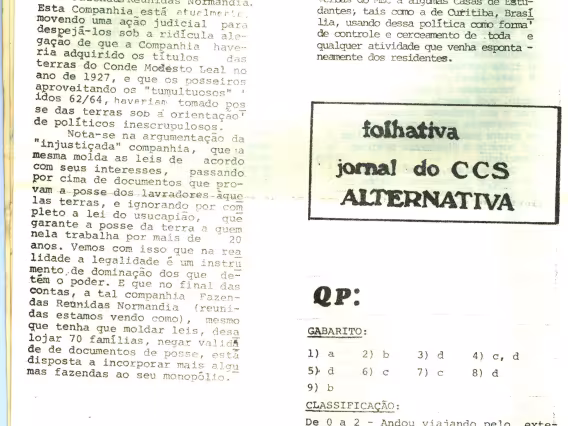 Reunidas Normandia.
Esta Companhia está atualmente
movendo uma ação judicial para
despejá-los sob a ridícula ale-
gação de que a Companhia have-
ria adquirido os títulos das
terras do Conde Modesto Leal no
ano de 1927, e que os posseiros
aproveitando os "tumultuosos" '
idos 62/64, haveriam tomado pos
se das terras sob a orientação'
de políticos inescrupulosos.
Nota-se na argumentação da
"injustiçada" companhia, que a
mesma molda as leis de acordo
com seus interesses, passando
por cima de documentos que pro-
vam a posse dos lavradores àque
las terras, e ignorando por com
pleto a lei do usucapião, que
garante a posse da terra a quem
nela trabalha por mais de 20
anos. Vemos com isso que na rea
lidade a legalidade é um instru
mento de dominação dos que de-
têm o poder. E que no final das
contas, a tal companhia Fazen-
das Reunidas Normandia (reuni-
das estamos vendo como), mesmo
que tenha que moldar leis, desa
lojar 70 famílias, negar valida
de de documentos de posse, está
disposta a incorporar mais algu
mas fazendas ao seu monopólio.
do MEC a algumas Casas de Estu-
dantes, tais como a de Curitiba, Brasí
lia, usando dessa política como forma'
de controle e cerceamento de toda e
qualquer atividade que venha esponta -
neamente dos residentes.
folhativa
jornal do CCS
ALTERNATIVA
QP:
GABARITO:
1) a 2) b 3) d 4) c, d
5) d 6) c 7) c 8) d
9) b
CLASSIFICAÇÃO:
De 0 a 2 - Andou viajando pelo exte-